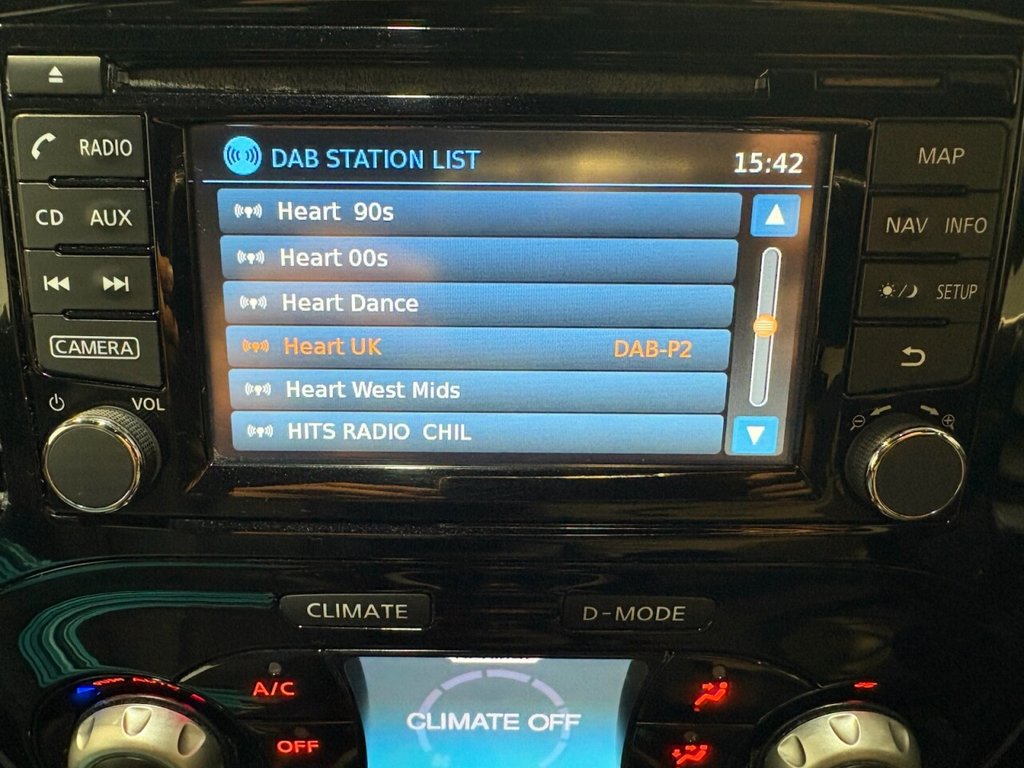 DAB STATION LIST 15:42
RADIO
MAP
Heart 90s
CD AUX
NAV INFO
Heart 00s
Heart Dance
SETUP
Heart UK DAB-P2
CAMERA
Heart West Mids
VOL
HITS RADIO CHIL
CLIMATE
D-MODE
A/C
CLIMATE OFF
OFF